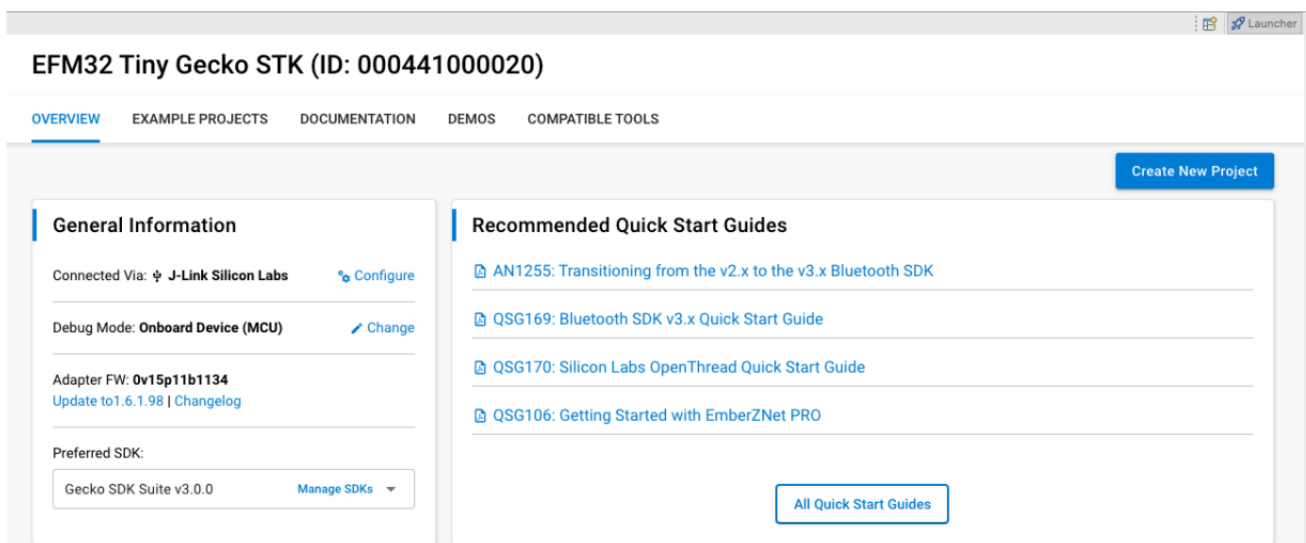 Launcher
EFM32 Tiny Gecko STK (ID: 000441000020)
OVERVIEW EXAMPLE PROJECTS DOCUMENTATION DEMOS COMPATIBLE TOOLS
Create New Project
General Information
Connected Via: J-Link Silicon Labs Configure
Debug Mode: Onboard Device (MCU) Change
Adapter FW: 0v15p11b1134
Update to1.6.1.98 | Changelog
Preferred SDK:
Gecko SDK Suite v3.0.0 Manage SDKs
Recommended Quick Start Guides
AN1255: Transitioning from the v2.x to the v3.x Bluetooth SDK
QSG169: Bluetooth SDK v3.x Quick Start Guide
QSG170: Silicon Labs OpenThread Quick Start Guide
QSG106: Getting Started with EmberZNet PRO
All Quick Start Guides